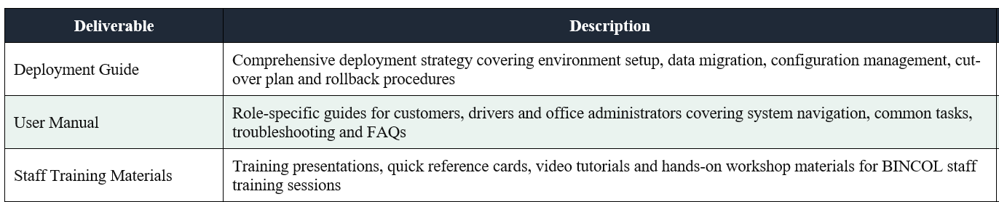 Deliverable Description
Deployment Guide
Comprehensive deployment strategy covering environment setup, data migration, configuration management, cut-
over plan and rollback procedures
User Manual
Role-specific guides for customers, drivers and office administrators covering system navigation, common tasks,
troubleshooting and FAQs
Staff Training Materials
Training presentations, quick reference cards, video tutorials and hands-on workshop materials for BINCOL staff
training sessions